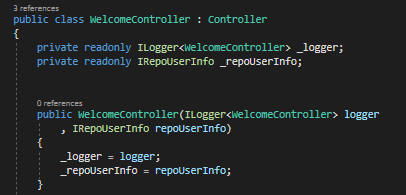 3 references
public class WelcomeController : Controller
{
private readonly ILogger<WelcomeController> _logger;
private readonly IRepoUserInfo _repoUserInfo;
0 references
public WelcomeController(ILogger<WelcomeController> logger
, IRepoUserInfo repoUserInfo)
{
_logger = logger;
_repoUserInfo = repoUserInfo;
}